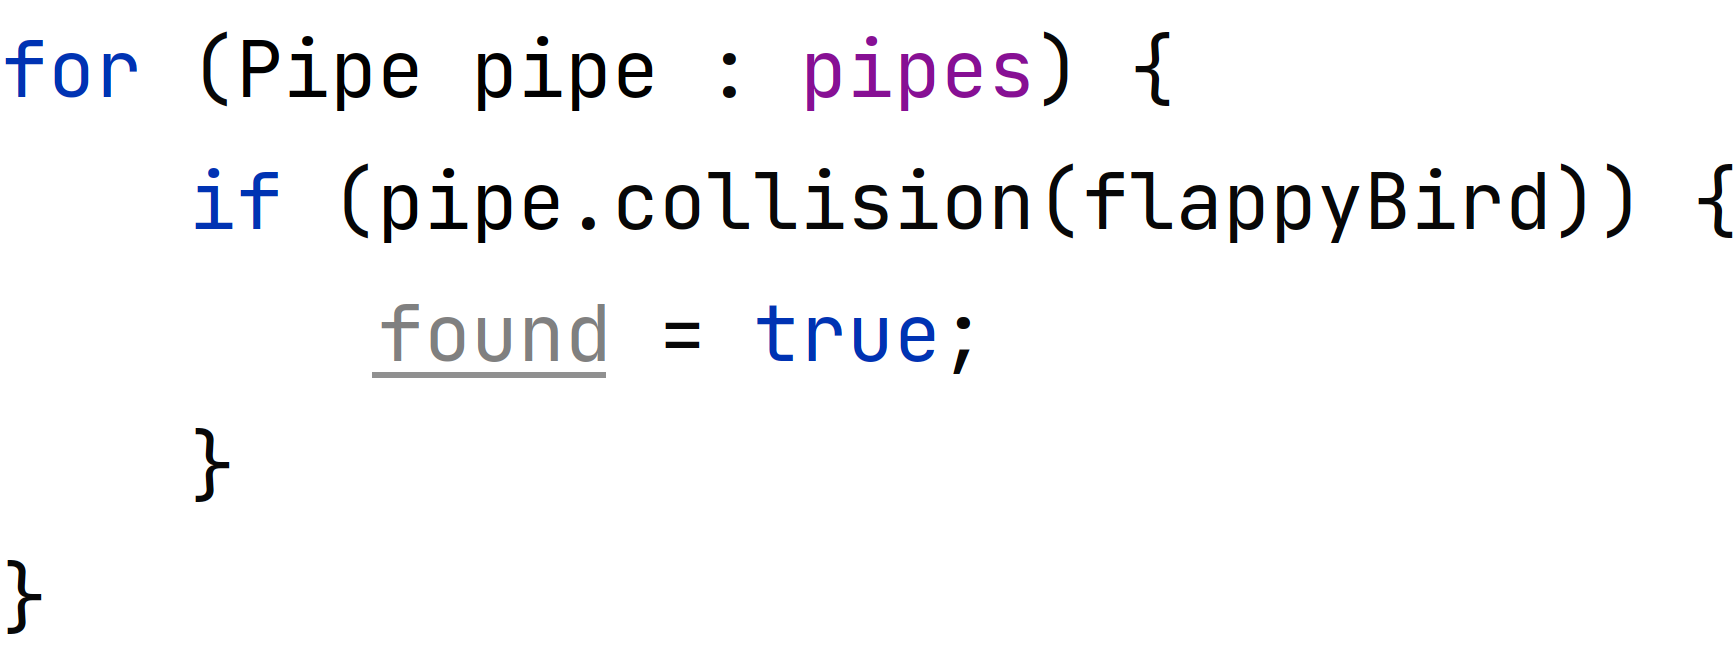 for (Pipe pipe : pipes) {
    if (pipe.collision(flappyBird)) {
        found = true;
    }
}